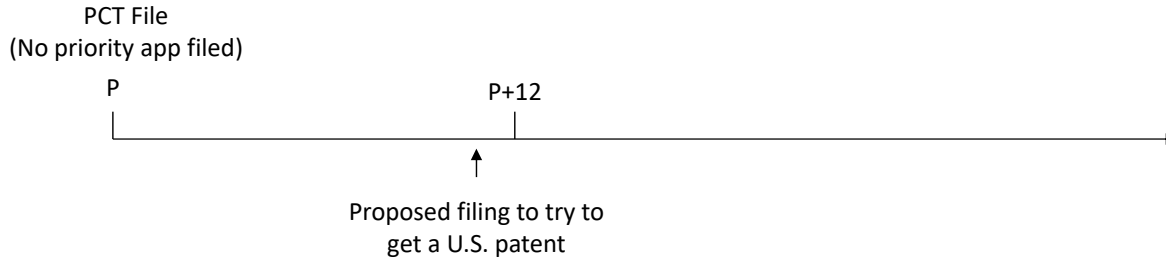 PCT File
(No priority app filed)
P
P+12
Proposed filing to try to
get a U.S. patent